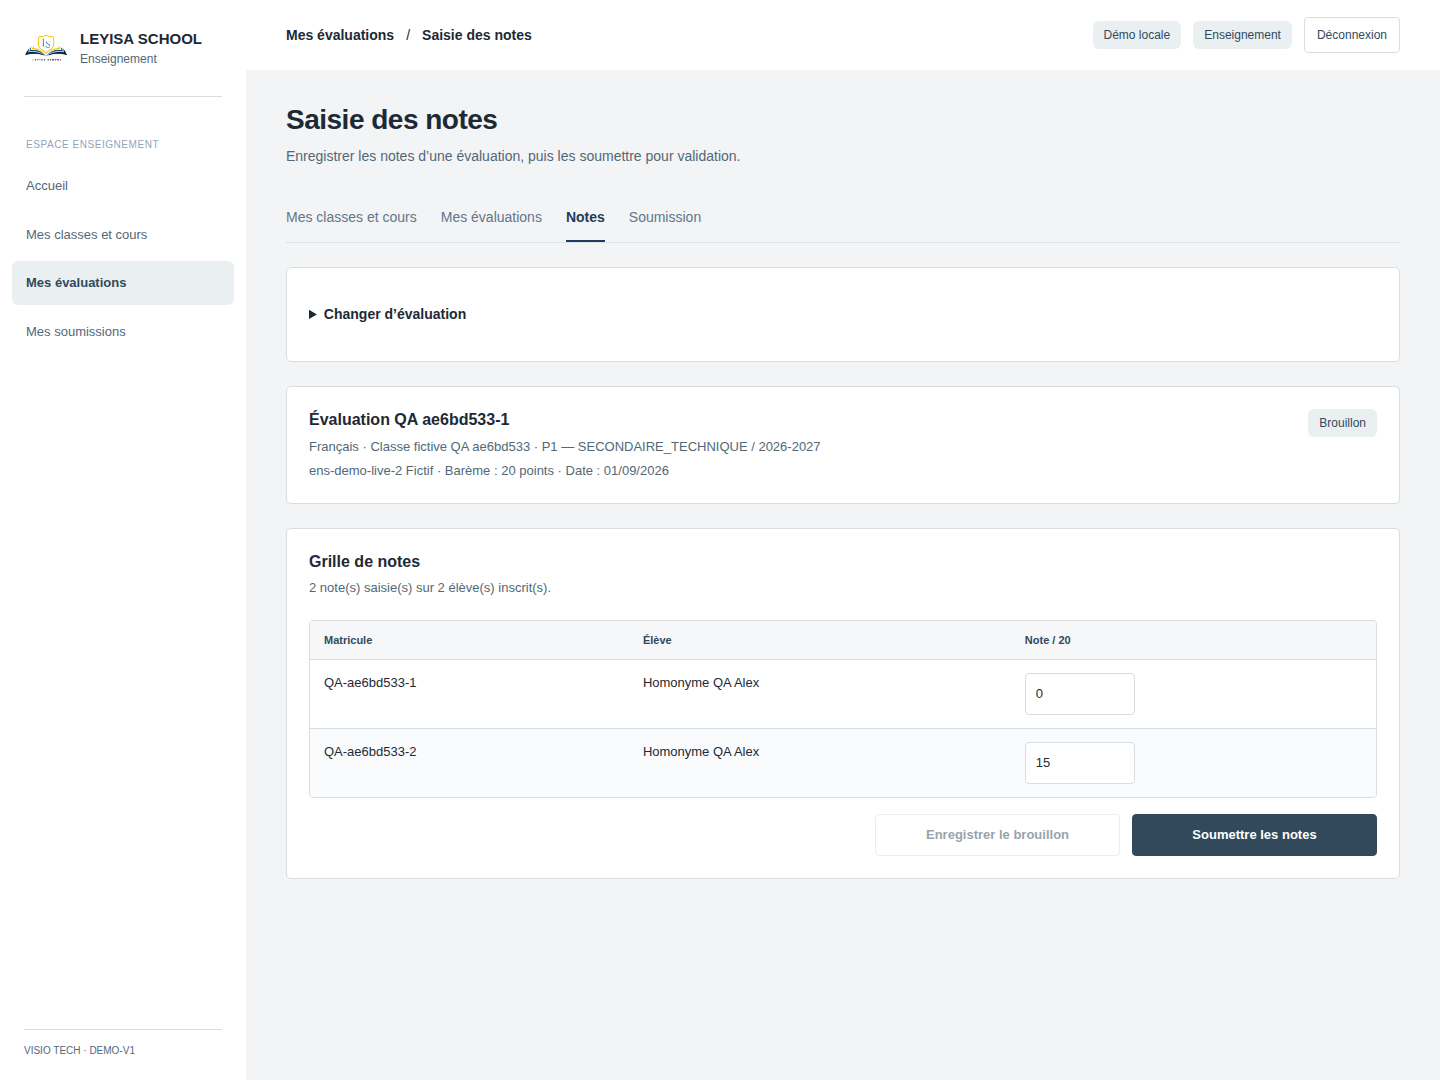 LEYISA SCHOOL
Enseignement
ESPACE ENSEIGNEMENT
Accueil
Mes classes et cours
Mes évaluations
Mes soumissions
VISIO TECH · DEMO-V1
Mes évaluations / Saisie des notes
Démo locale
Enseignement
Déconnexion
Saisie des notes
Enregistrer les notes d’une évaluation, puis les soumettre pour validation.
Mes classes et cours Mes évaluations Notes Soumission
Changer d’évaluation
Évaluation QA ae6bd533-1
Brouillon
Français · Classe fictive QA ae6bd533 · P1 — SECONDAIRE_TECHNIQUE / 2026-2027
ens-demo-live-2 Fictif · Barème : 20 points · Date : 01/09/2026
Grille de notes
2 note(s) saisie(s) sur 2 élève(s) inscrit(s).
Matricule Élève Note / 20
QA-ae6bd533-1 Homonyme QA Alex 0
QA-ae6bd533-2 Homonyme QA Alex 15
Enregistrer le brouillon
Soumettre les notes